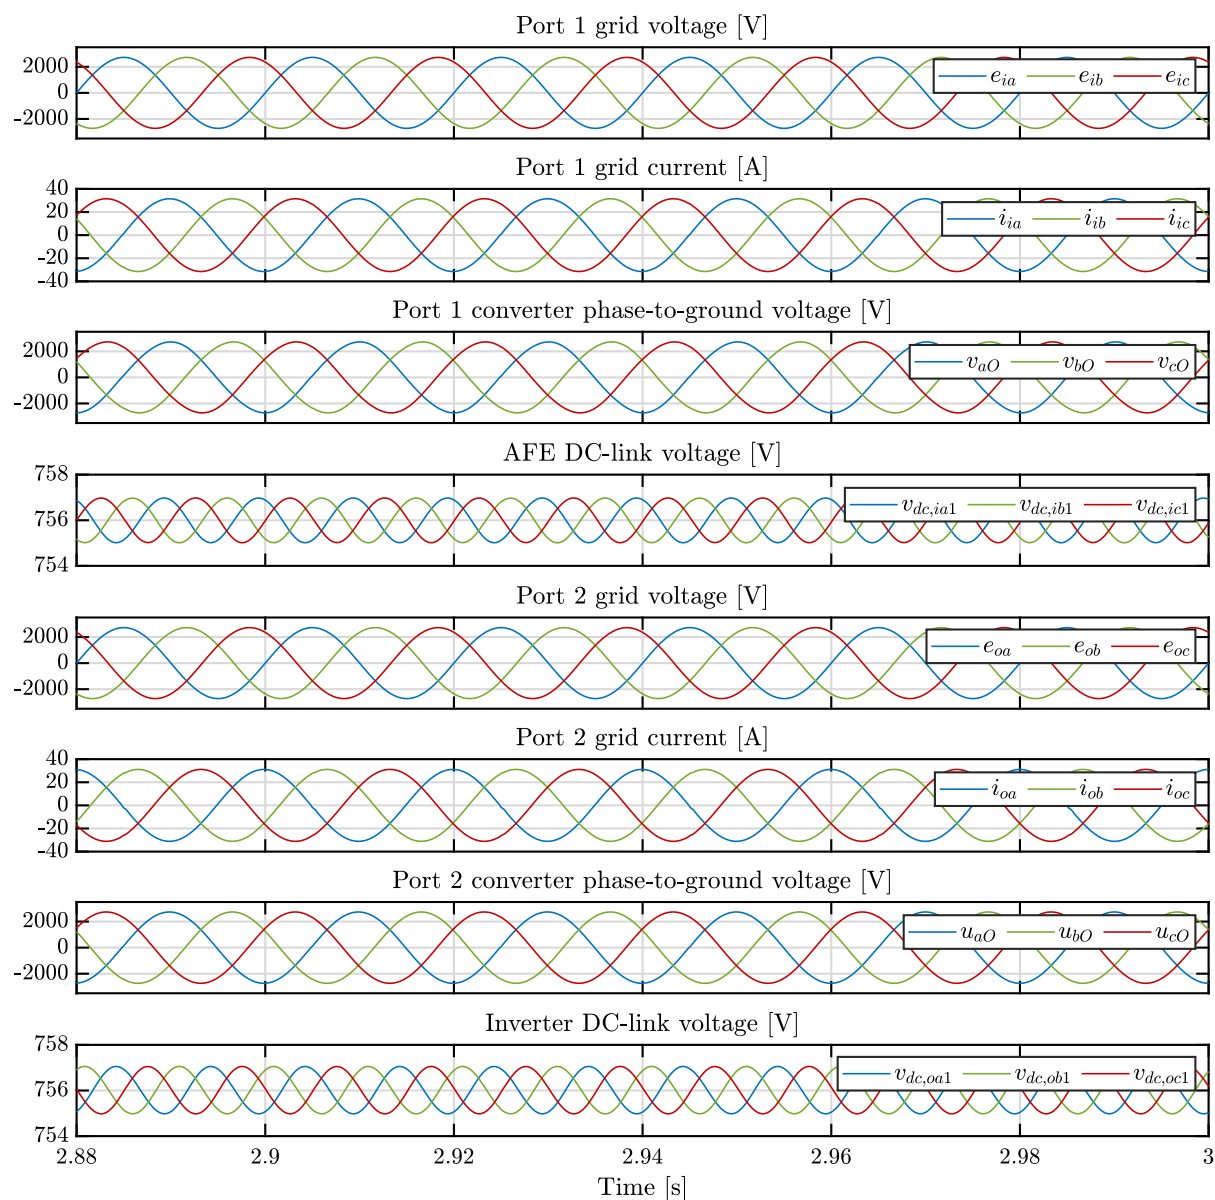 Port 1 grid voltage [V]
2000
0
-2000
e_ia e_ib e_ic
Port 1 grid current [A]
40
20
0
-20
-40
i_ia i_ib i_ic
Port 1 converter phase-to-ground voltage [V]
2000
0
-2000
v_aO v_bO v_cO
AFE DC-link voltage [V]
758
756
754
v_dc,ia1 v_dc,ib1 v_dc,ic1
Port 2 grid voltage [V]
2000
0
-2000
e_oa e_ob e_oc
Port 2 grid current [A]
40
20
0
-20
-40
i_oa i_ob i_oc
Port 2 converter phase-to-ground voltage [V]
2000
0
-2000
u_aO u_bO u_cO
Inverter DC-link voltage [V]
758
756
754
v_dc,oa1 v_dc,ob1 v_dc,oc1
2.88 2.9 2.92 2.94 2.96 2.98 3
Time [s]